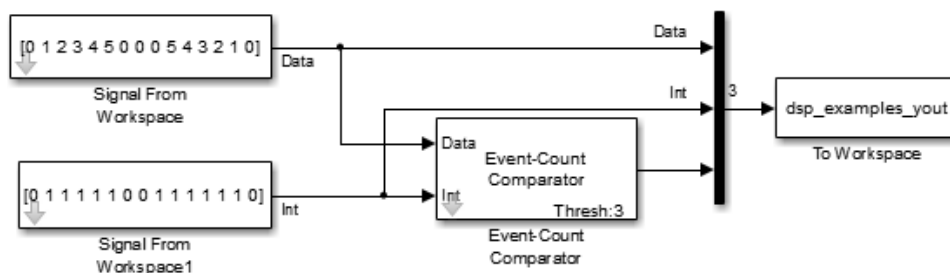 [0 1 2 3 4 5 0 0 0 5 4 3 2 1 0]
Data
Signal From
Workspace
[0 1 1 1 1 1 0 0 1 1 1 1 1 1 0]
Int
Signal From
Workspace1
Data
Int
Event-Count
Comparator
Thresh:3
Event-Count
Comparator
Data
Int
3
dsp_examples_yout
To Workspace